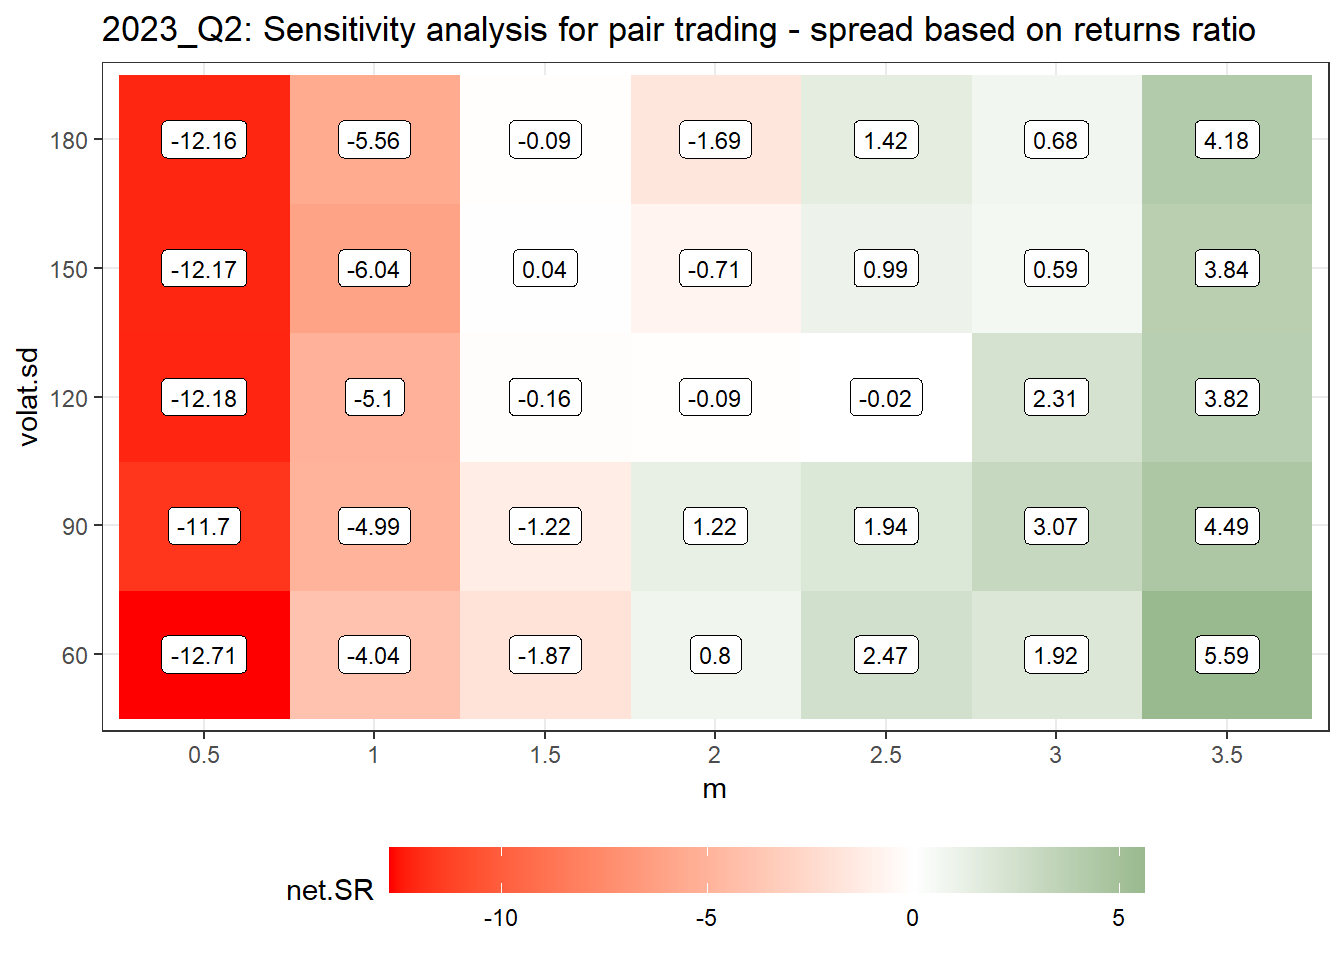 2023_Q2: Sensitivity analysis for pair trading - spread based on returns ratio
volat.sd
180 -12.16 -5.56 -0.09 -1.69 1.42 0.68 4.18
150 -12.17 -6.04 0.04 -0.71 0.99 0.59 3.84
120 -12.18 -5.1 -0.16 -0.09 -0.02 2.31 3.82
90 -11.7 -4.99 -1.22 1.22 1.94 3.07 4.49
60 -12.71 -4.04 -1.87 0.8 2.47 1.92 5.59
0.5 1 1.5 2 2.5 3 3.5
m
net.SR
-10 -5 0 5